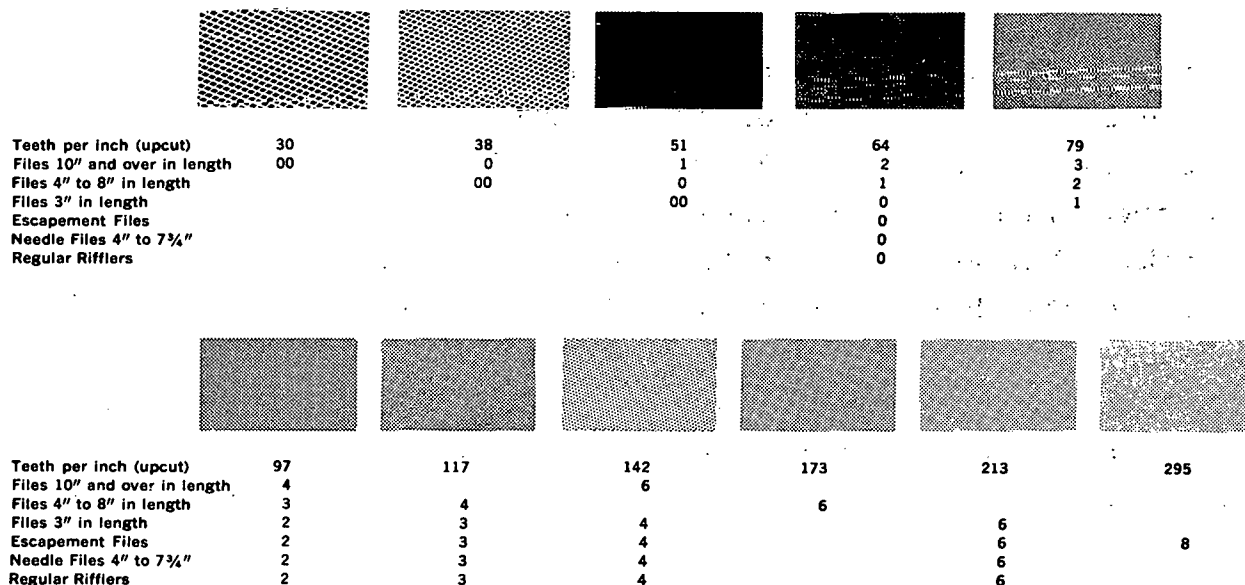 Teeth per inch (upcut) 30 38 51 64 79
Files 10" and over in length 00 0 1 2 3
Files 4" to 8" in length 00 0 1 2
Files 3" in length 00 0 1
Escapement Files 0
Needle Files 4" to 7¾" 0
Regular Rifflers 0
Teeth per inch (upcut) 97 117 142 173 213 295
Files 10" and over in length 4 6
Files 4" to 8" in length 3 4 6
Files 3" in length 2 3 4 6
Escapement Files 2 3 4 6 8
Needle Files 4" to 7¾" 2 3 4 6
Regular Rifflers 2 3 4 6